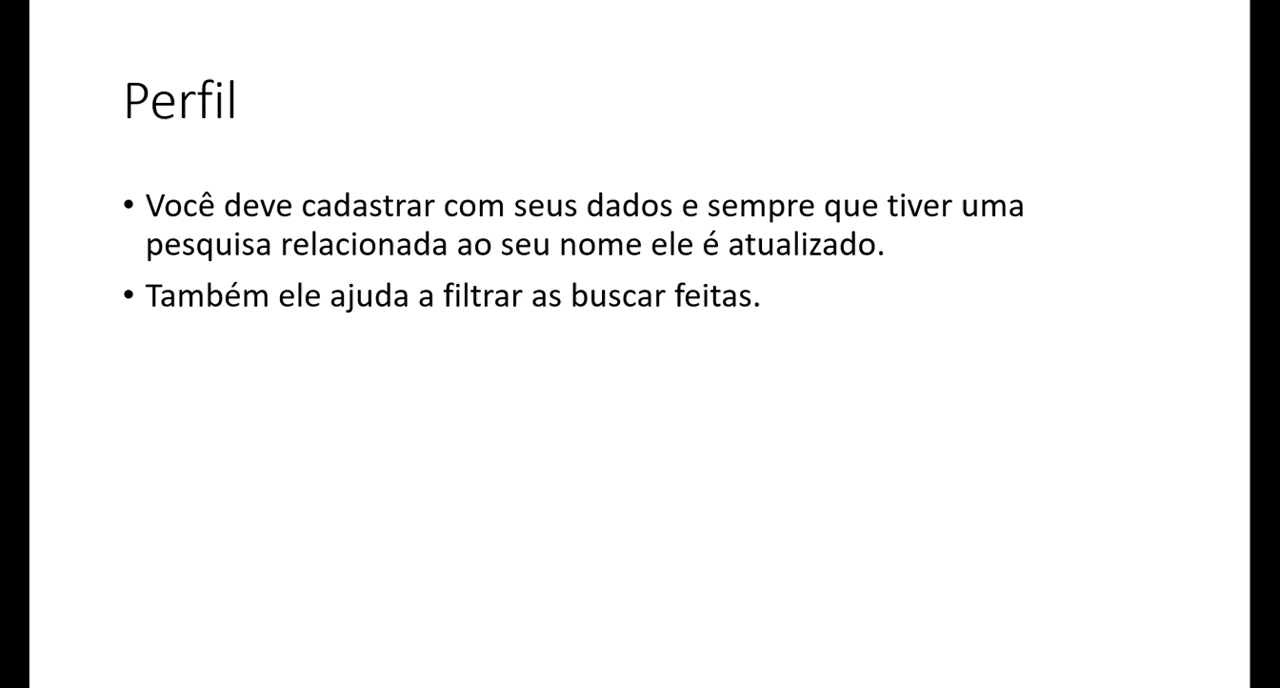 Perfil
• Você deve cadastrar com seus dados e sempre que tiver uma
pesquisa relacionada ao seu nome ele é atualizado.
• Também ele ajuda a filtrar as buscar feitas.